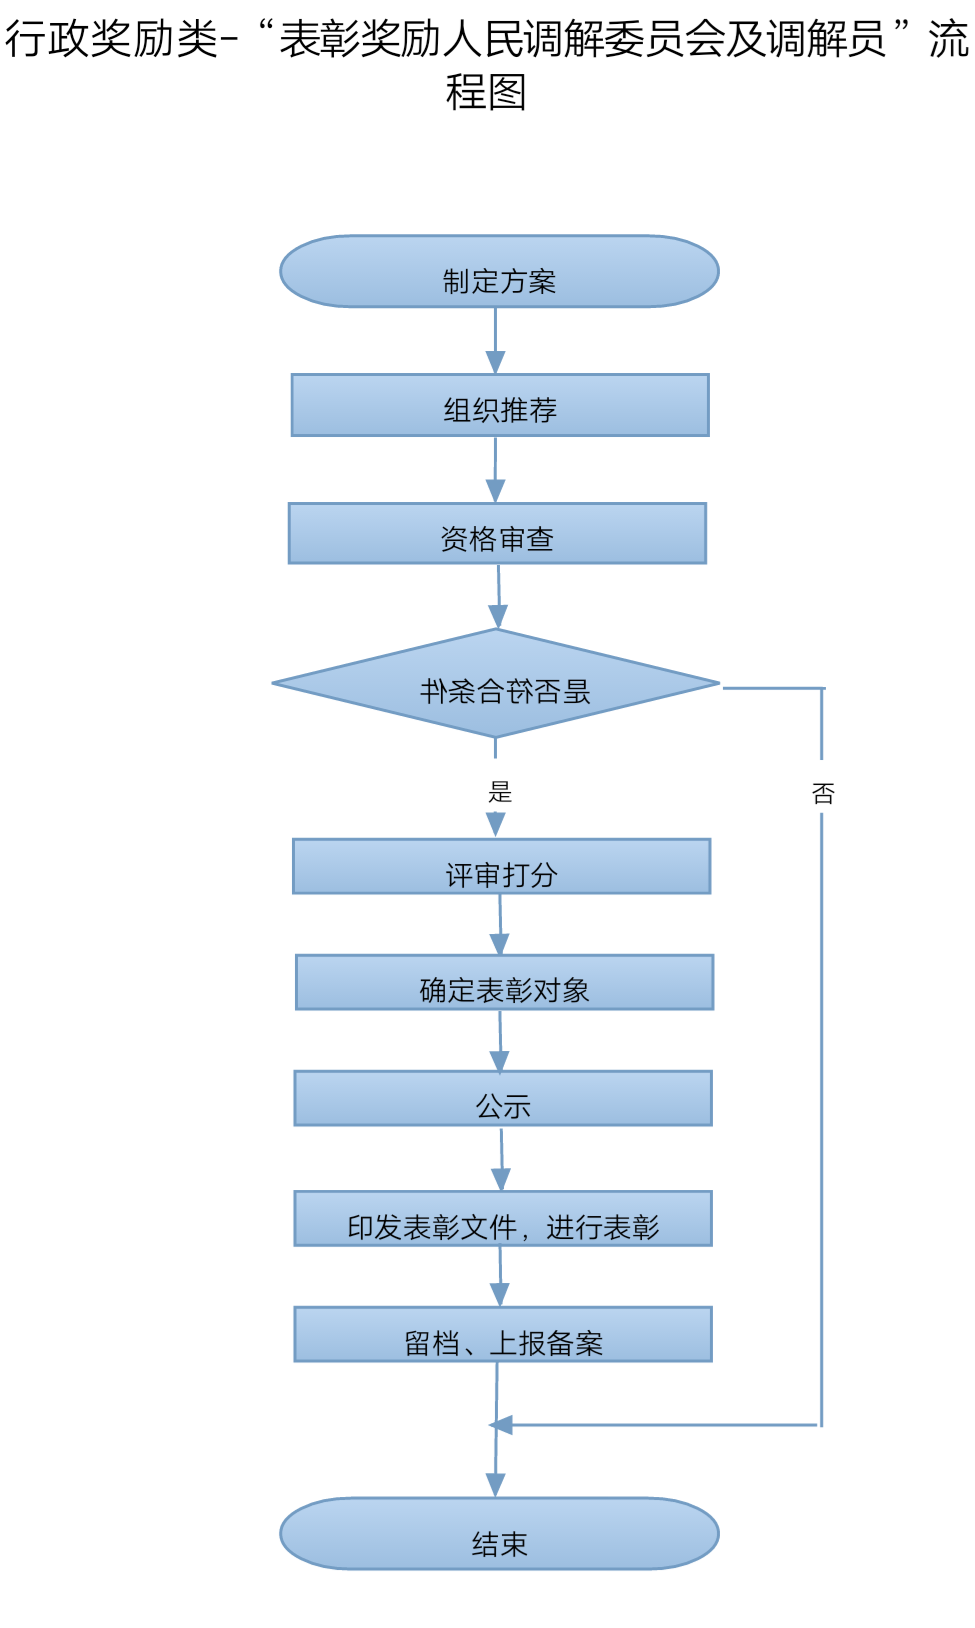 行政奖励类-“表彰奖励人民调解委员会及调解员”流
程图
制定方案
组织推荐
资格审查
是否符合条件
是
否
评审打分
确定表彰对象
公示
印发表彰文件，进行表彰
留档、上报备案
结束